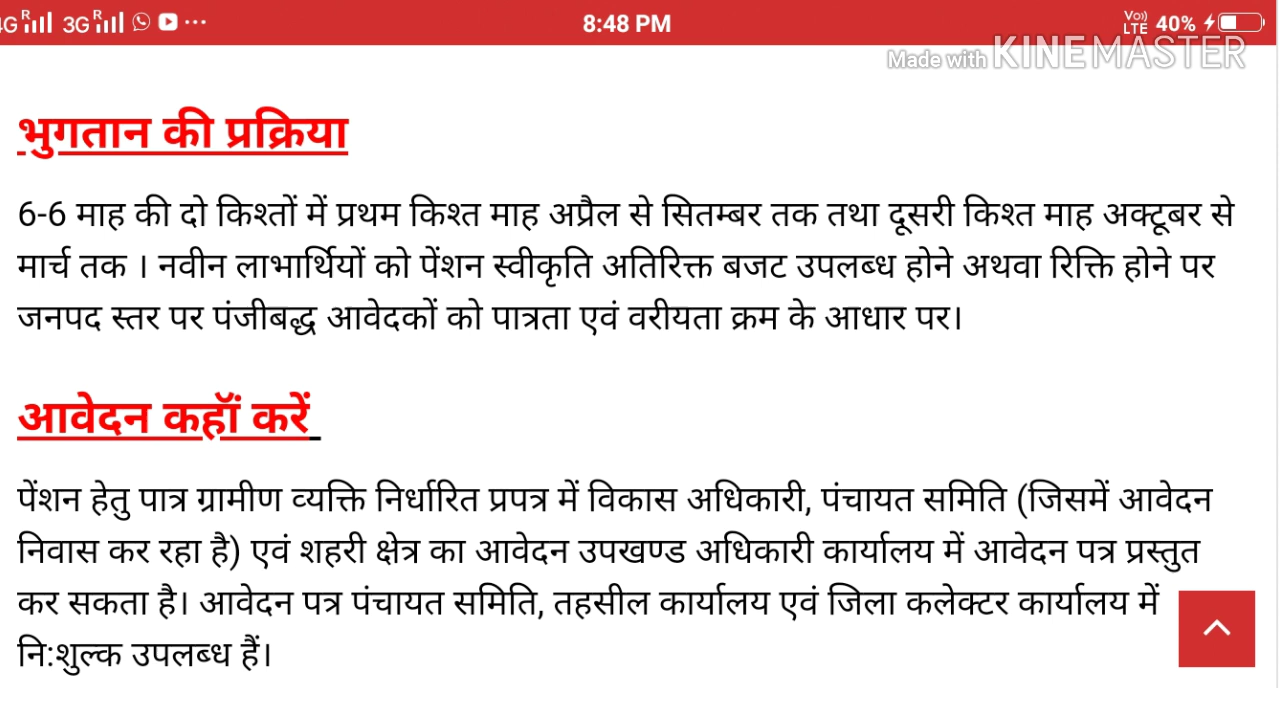 4G R 3G R ... 8:48 PM Vo) LTE 40%
Made with KINEMASTER
भुगतान की प्रक्रिया
6-6 माह की दो किश्तों में प्रथम किश्त माह अप्रैल से सितम्बर तक तथा दूसरी किश्त माह अक्टूबर से
मार्च तक । नवीन लाभार्थियों को पेंशन स्वीकृति अतिरिक्त बजट उपलब्ध होने अथवा रिक्ति होने पर
जनपद स्तर पर पंजीबद्ध आवेदकों को पात्रता एवं वरीयता क्रम के आधार पर।
आवेदन कहॉं करें
पेंशन हेतु पात्र ग्रामीण व्यक्ति निर्धारित प्रपत्र में विकास अधिकारी, पंचायत समिति (जिसमें आवेदन
निवास कर रहा है) एवं शहरी क्षेत्र का आवेदन उपखण्ड अधिकारी कार्यालय में आवेदन पत्र प्रस्तुत
कर सकता है। आवेदन पत्र पंचायत समिति, तहसील कार्यालय एवं जिला कलेक्टर कार्यालय में
नि:शुल्क उपलब्ध हैं।